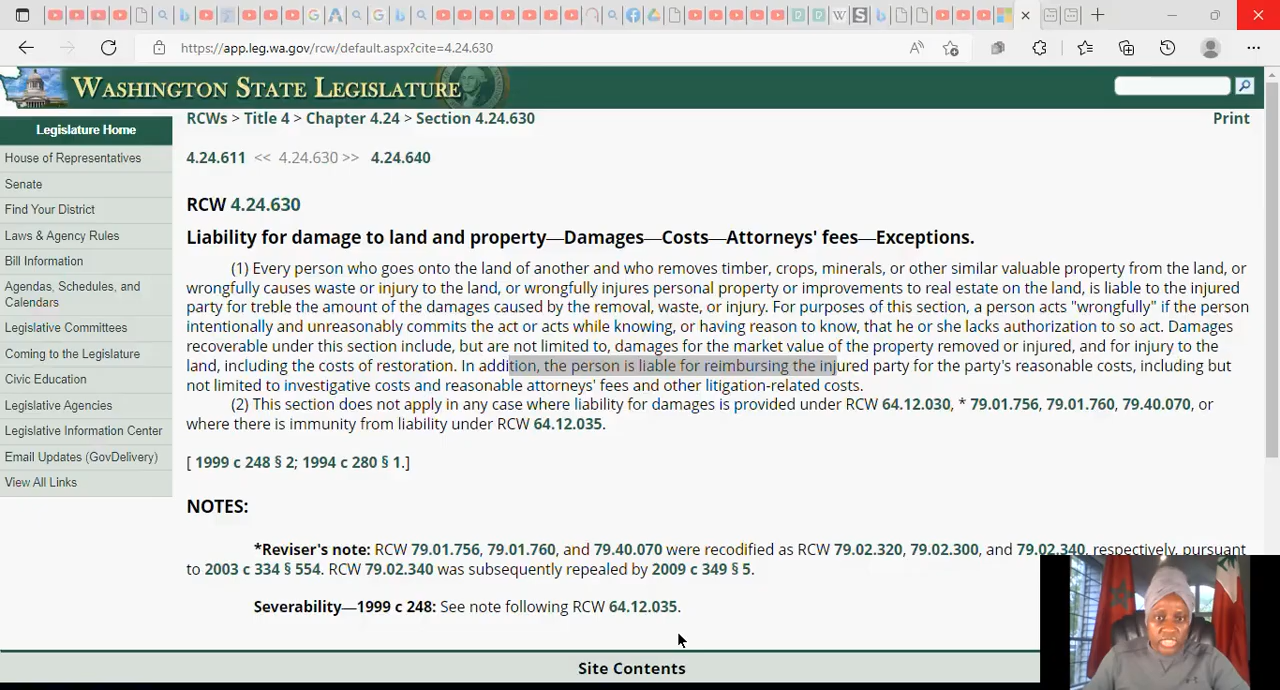 https://app.leg.wa.gov/rcw/default.aspx?cite=4.24.630
WASHINGTON STATE LEGISLATURE
Legislature Home
House of Representatives
Senate
Find Your District
Laws & Agency Rules
Bill Information
Agendas, Schedules, and
Calendars
Legislative Committees
Coming to the Legislature
Civic Education
Legislative Agencies
Legislative Information Center
Email Updates (GovDelivery)
View All Links
RCWs > Title 4 > Chapter 4.24 > Section 4.24.630
Print
4.24.611 << 4.24.630 >> 4.24.640
RCW 4.24.630
Liability for damage to land and property—Damages—Costs—Attorneys' fees—Exceptions.
(1) Every person who goes onto the land of another and who removes timber, crops, minerals, or other similar valuable property from the land, or
wrongfully causes waste or injury to the land, or wrongfully injures personal property or improvements to real estate on the land, is liable to the injured
party for treble the amount of the damages caused by the removal, waste, or injury. For purposes of this section, a person acts "wrongfully" if the person
intentionally and unreasonably commits the act or acts while knowing, or having reason to know, that he or she lacks authorization to so act. Damages
recoverable under this section include, but are not limited to, damages for the market value of the property removed or injured, and for injury to the
land, including the costs of restoration. In addition, the person is liable for reimbursing the injured party for the party's reasonable costs, including but
not limited to investigative costs and reasonable attorneys' fees and other litigation-related costs.
(2) This section does not apply in any case where liability for damages is provided under RCW 64.12.030, * 79.01.756, 79.01.760, 79.40.070, or
where there is immunity from liability under RCW 64.12.035.
[ 1999 c 248 § 2; 1994 c 280 § 1.]
NOTES:
*Reviser's note: RCW 79.01.756, 79.01.760, and 79.40.070 were recodified as RCW 79.02.320, 79.02.300, and 79.02.340, respectively, pursuant
to 2003 c 334 § 554. RCW 79.02.340 was subsequently repealed by 2009 c 349 § 5.
Severability—1999 c 248: See note following RCW 64.12.035.
Site Contents